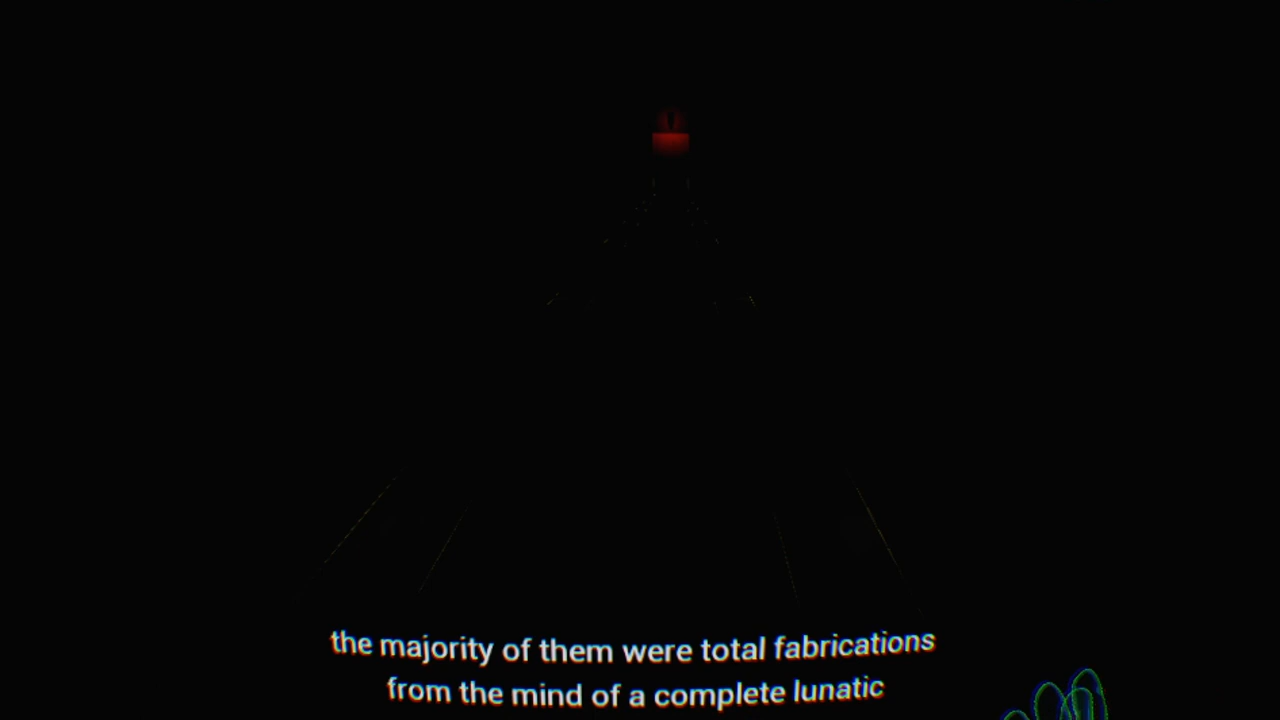 the majority of them were total fabrications
from the mind of a complete lunatic